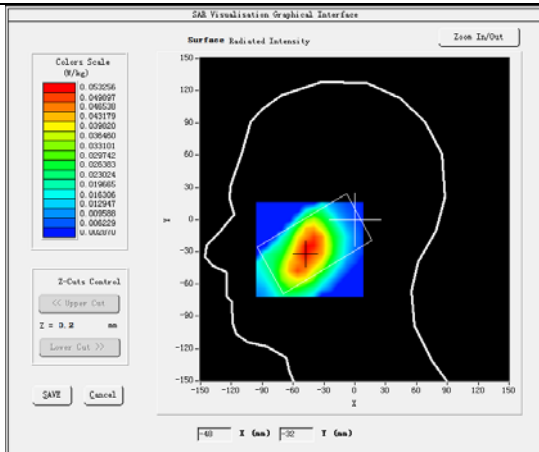 SAR Visualisation Graphical Interface
Surface Radiated Intensity
Zoom In/Out
Colors Scale
(W/kg)
0.053256
0.049897
0.046538
0.043179
0.039820
0.036460
0.033101
0.029742
0.026383
0.023024
0.019665
0.016306
0.012947
0.009588
0.006229
0.002870
150
120
90
60
30
0
-30
-60
-90
-120
-150
Y
-150 -120 -90 -60 -30 0 30 60 90 120 150
X
Z-Cuts Control
<< Upper Cut
Z = 0.2 mm
Lower Cut >>
SAVE Cancel
-48 X (mm) -32 Y (mm)